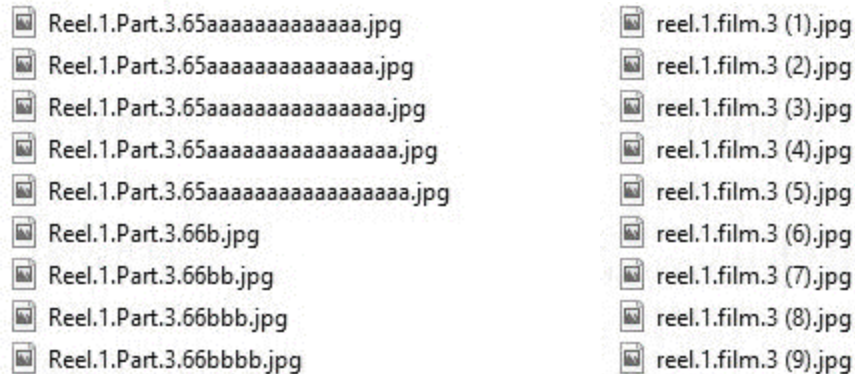 Reel.1.Part.3.65aaaaaaaaaaaaa.jpg
Reel.1.Part.3.65aaaaaaaaaaaaaa.jpg
Reel.1.Part.3.65aaaaaaaaaaaaaaa.jpg
Reel.1.Part.3.65aaaaaaaaaaaaaaaa.jpg
Reel.1.Part.3.65aaaaaaaaaaaaaaaaa.jpg
Reel.1.Part.3.66b.jpg
Reel.1.Part.3.66bb.jpg
Reel.1.Part.3.66bbb.jpg
Reel.1.Part.3.66bbbb.jpg
reel.1.film.3 (1).jpg
reel.1.film.3 (2).jpg
reel.1.film.3 (3).jpg
reel.1.film.3 (4).jpg
reel.1.film.3 (5).jpg
reel.1.film.3 (6).jpg
reel.1.film.3 (7).jpg
reel.1.film.3 (8).jpg
reel.1.film.3 (9).jpg